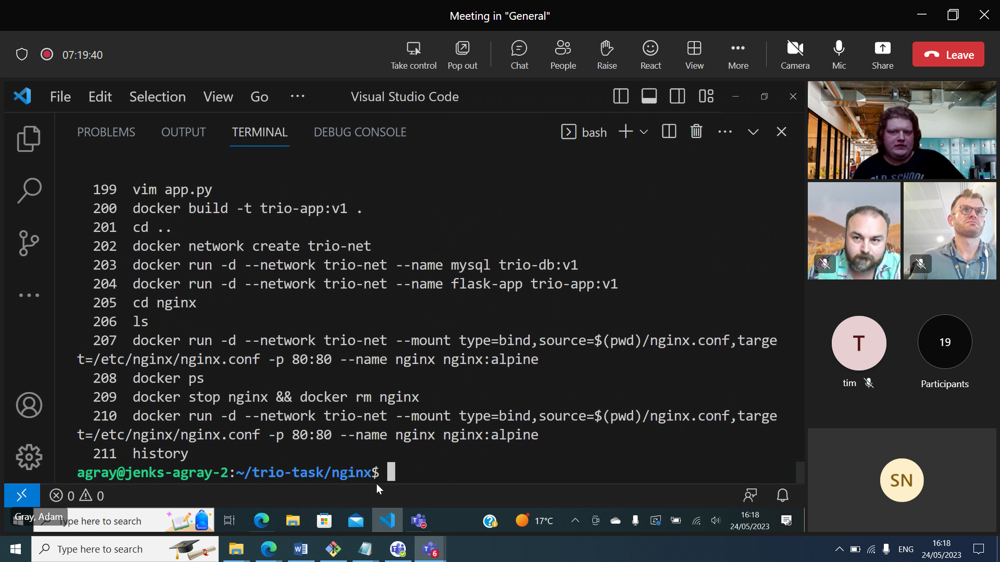 Meeting in "General"
07:19:40
Take control
Pop out
Chat
People
Raise
React
View
More
Camera
Mic
Share
Leave
File Edit Selection View Go ··· Visual Studio Code
PROBLEMS OUTPUT TERMINAL DEBUG CONSOLE bash
199 vim app.py
200 docker build -t trio-app:v1 .
201 cd ..
202 docker network create trio-net
203 docker run -d --network trio-net --name mysql trio-db:v1
204 docker run -d --network trio-net --name flask-app trio-app:v1
205 cd nginx
206 ls
207 docker run -d --network trio-net --mount type=bind,source=$(pwd)/nginx.conf,targe
t=/etc/nginx/nginx.conf -p 80:80 --name nginx nginx:alpine
208 docker ps
209 docker stop nginx && docker rm nginx
210 docker run -d --network trio-net --mount type=bind,source=$(pwd)/nginx.conf,targe
t=/etc/nginx/nginx.conf -p 80:80 --name nginx nginx:alpine
211 history
agray@jenks-agray-2:~/trio-task/nginx$
0 0
Gray, Adam
Type here to search
17°C
16:18
24/05/2023
OLD SCHOOL
T
tim
19
Participants
SN
Type here to search
6
ENG
16:18
24/05/2023